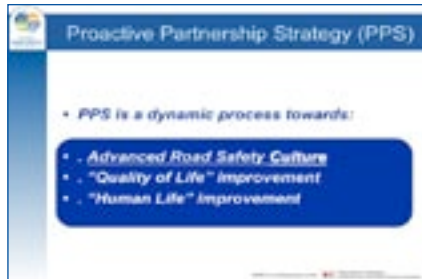 Proactive Partnership Strategy (PPS)
• PPS is a dynamic process towards:
• . Advanced Road Safety Culture
• . "Quality of Life" improvement
• . "Human Life" improvement